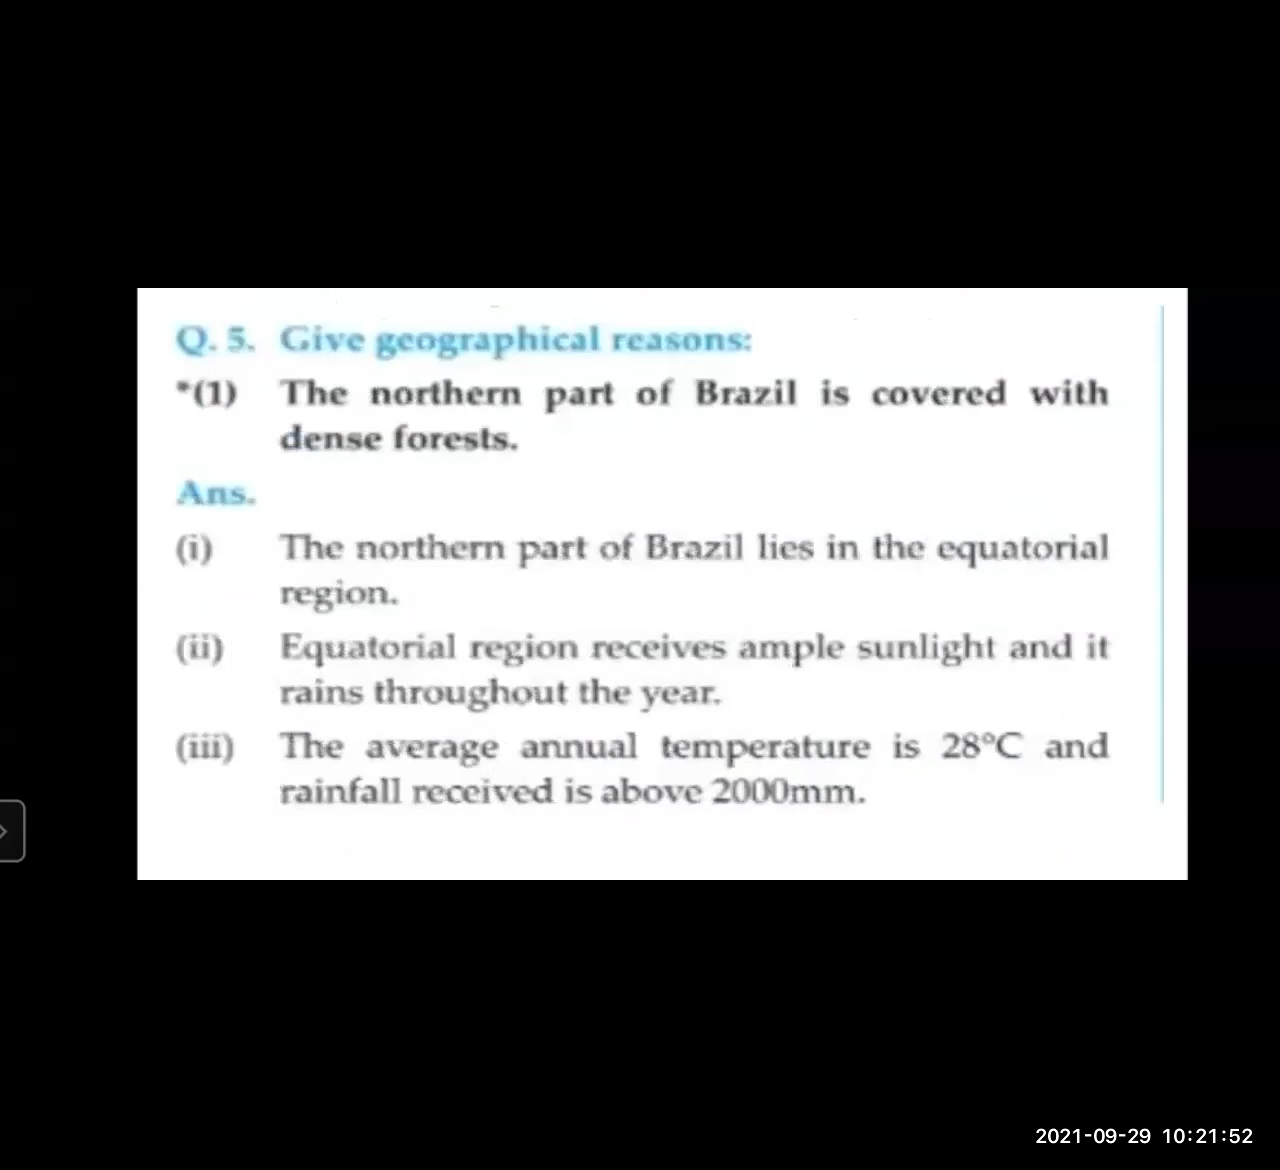 Q. 5. Give geographical reasons:
*(1) The northern part of Brazil is covered with
dense forests.
Ans.
(i) The northern part of Brazil lies in the equatorial
region.
(ii) Equatorial region receives ample sunlight and it
rains throughout the year.
(iii) The average annual temperature is 28°C and
rainfall received is above 2000mm.
2021-09-29 10:21:52